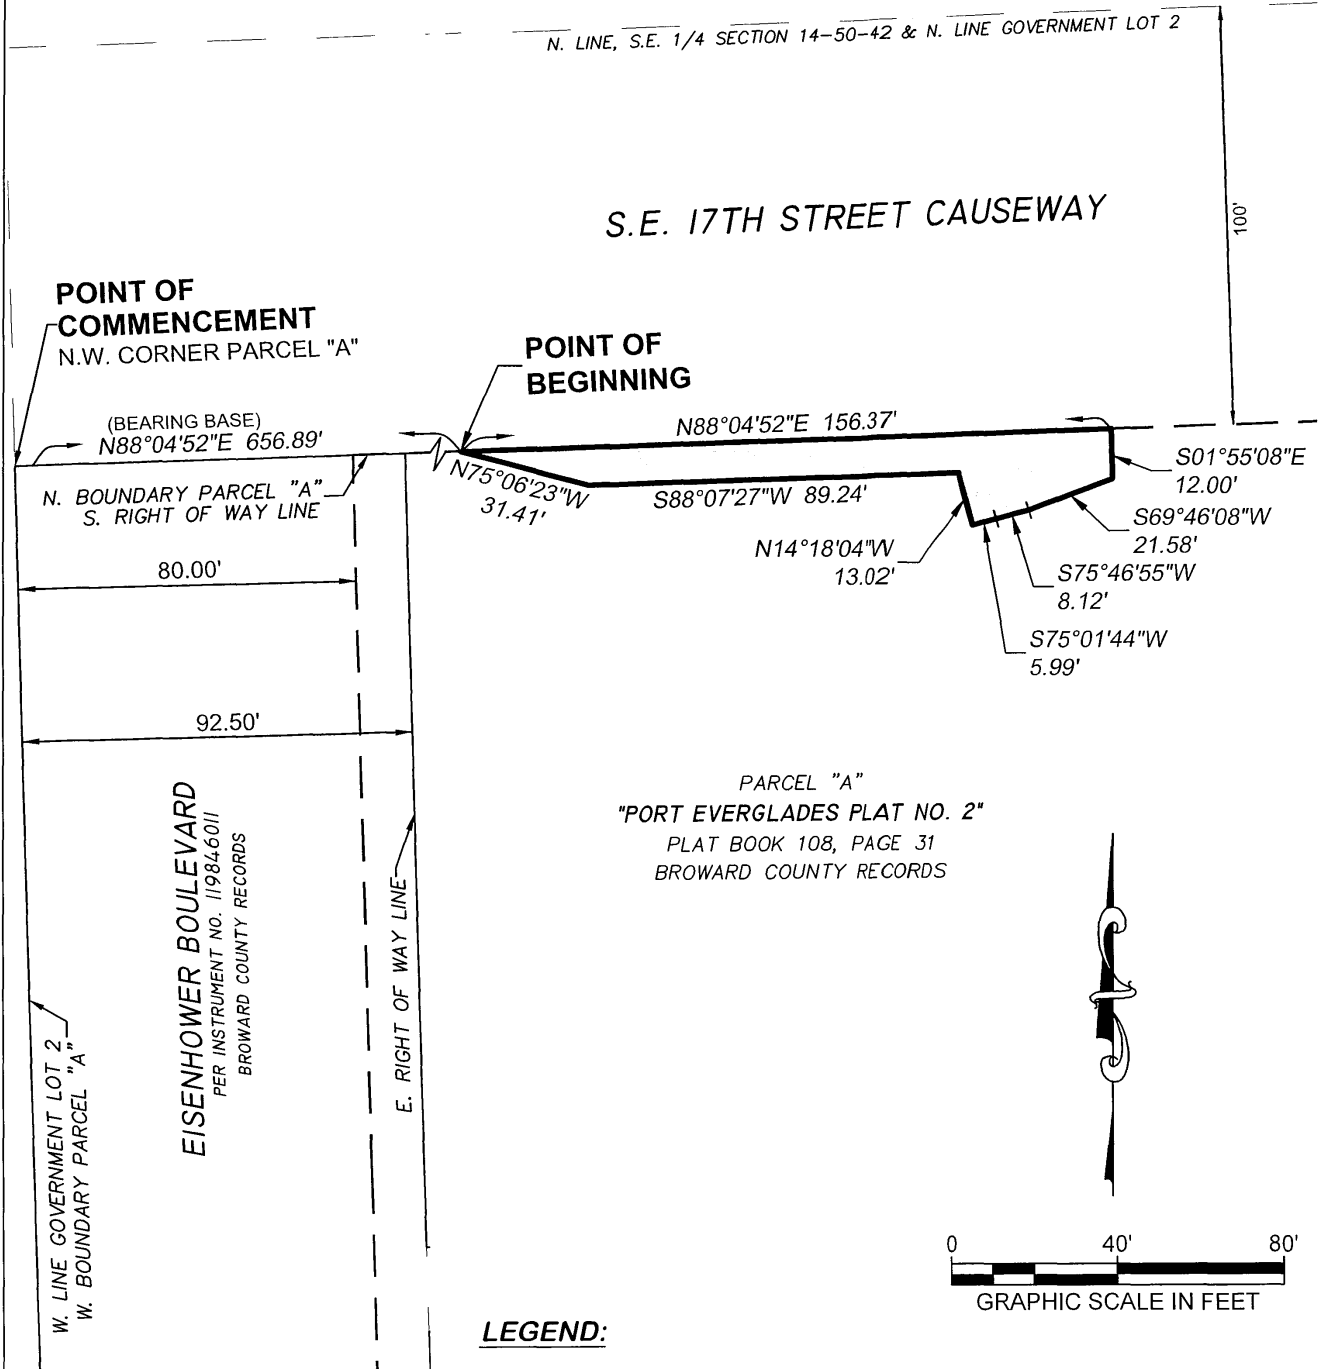 N. LINE, S.E. 1/4 SECTION 14-50-42 & N. LINE GOVERNMENT LOT 2
100'
S.E. 17TH STREET CAUSEWAY
POINT OF
COMMENCEMENT
N.W. CORNER PARCEL "A"
POINT OF
BEGINNING
(BEARING BASE)
N88°04'52"E 656.89'
N88°04'52"E 156.37'
N. BOUNDARY PARCEL "A"
S. RIGHT OF WAY LINE
N75°06'23"W
31.41'
S88°07'27"W 89.24'
S01°55'08"E
12.00'
S69°46'08"W
21.58'
N14°18'04"W
13.02'
S75°46'55"W
8.12'
S75°01'44"W
5.99'
80.00'
92.50'
PARCEL "A"
"PORT EVERGLADES PLAT NO. 2"
PLAT BOOK 108, PAGE 31
BROWARD COUNTY RECORDS
EISENHOWER BOULEVARD
PER INSTRUMENT NO. 119846011
BROWARD COUNTY RECORDS
E. RIGHT OF WAY LINE
W. LINE GOVERNMENT LOT 2
W. BOUNDARY PARCEL "A"
0 40' 80'
GRAPHIC SCALE IN FEET
LEGEND: